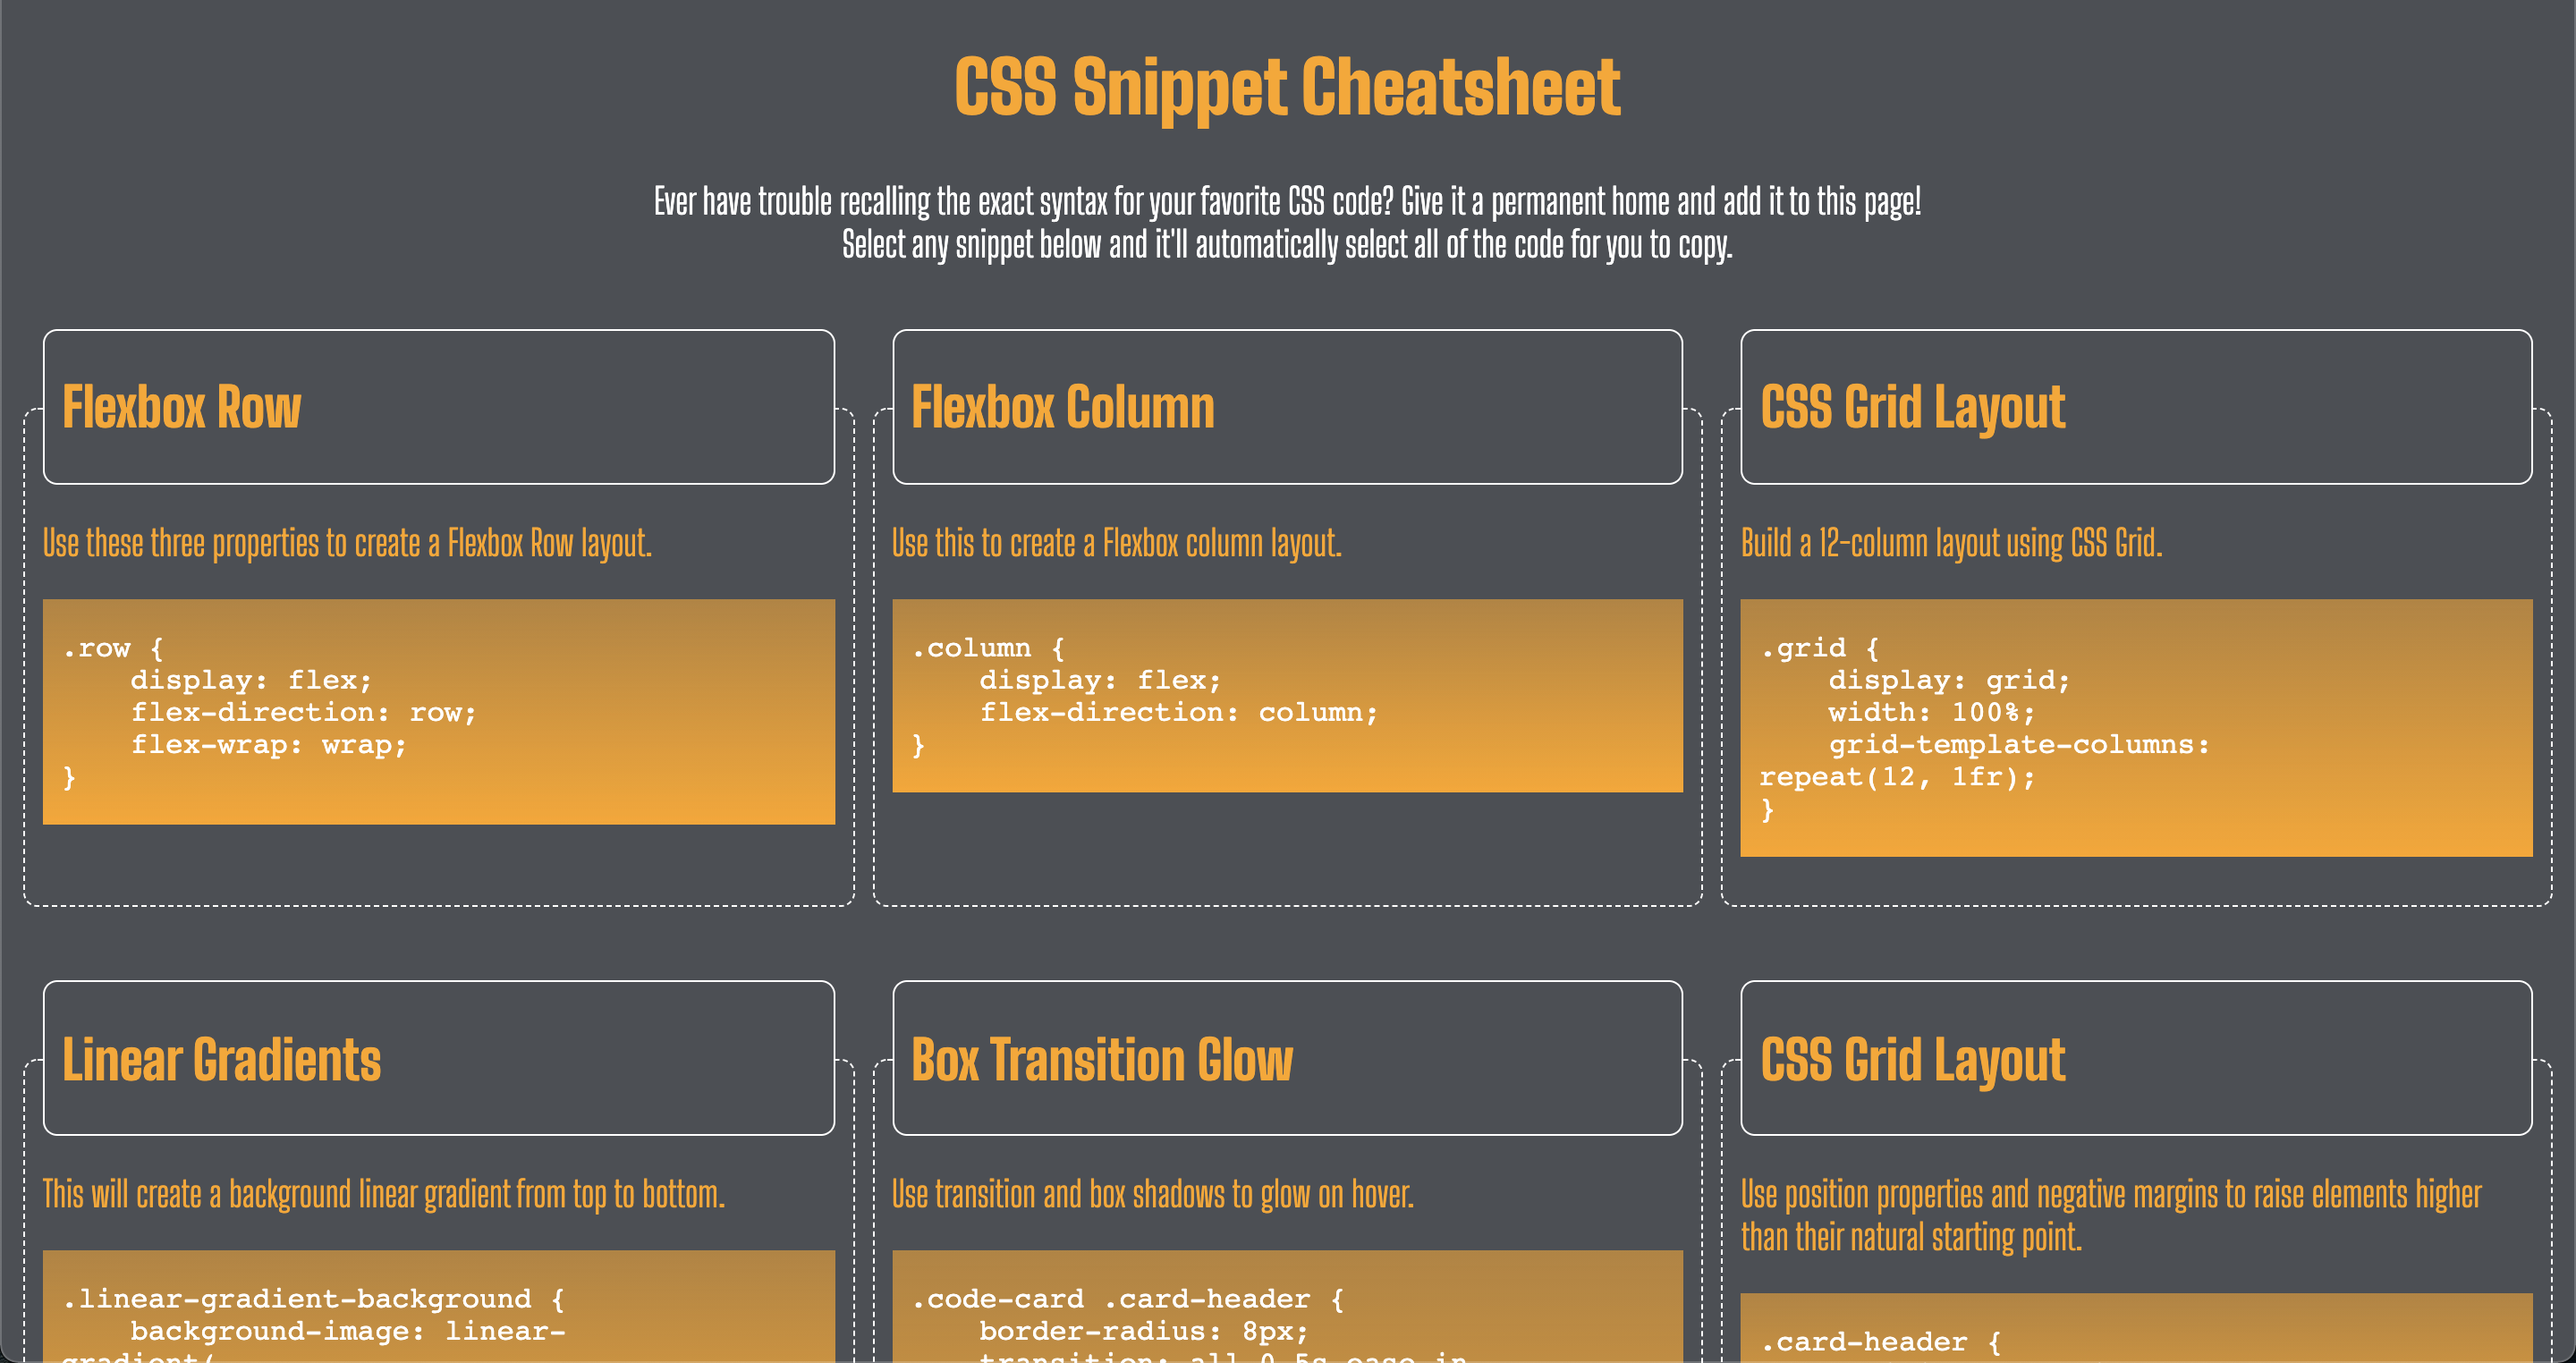 CSS Snippet Cheatsheet
Ever have trouble recalling the exact syntax for your favorite CSS code? Give it a permanent home and add it to this page!
Select any snippet below and it'll automatically select all of the code for you to copy.
Flexbox Row
Use these three properties to create a Flexbox Row layout.
.row {
    display: flex;
    flex-direction: row;
    flex-wrap: wrap;
}
Flexbox Column
Use this to create a Flexbox column layout.
.column {
    display: flex;
    flex-direction: column;
}
CSS Grid Layout
Build a 12-column layout using CSS Grid.
.grid {
    display: grid;
    width: 100%;
    grid-template-columns:
repeat(12, 1fr);
}
Linear Gradients
This will create a background linear gradient from top to bottom.
.linear-gradient-background {
    background-image: linear-
gradient(
Box Transition Glow
Use transition and box shadows to glow on hover.
.code-card .card-header {
    border-radius: 8px;
    transition: all 0.5s ease-in
CSS Grid Layout
Use position properties and negative margins to raise elements higher
than their natural starting point.
.card-header {